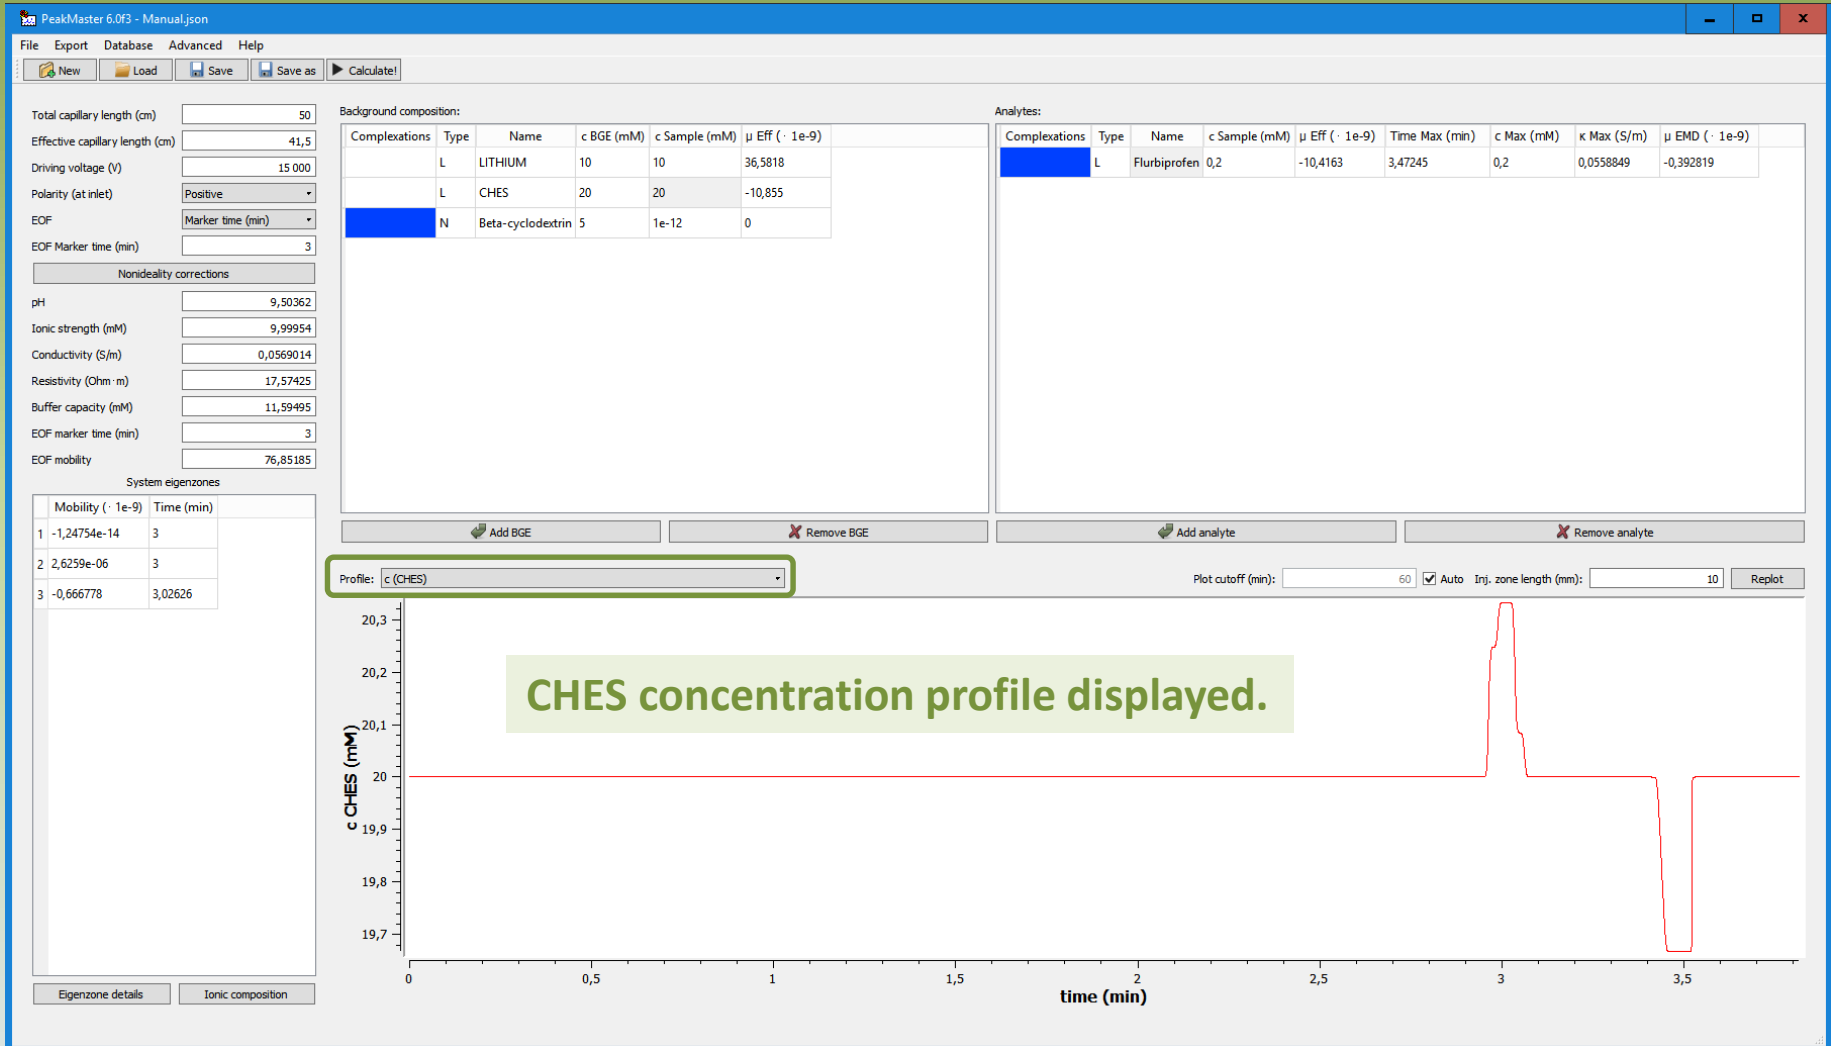 PeakMaster 6.0f3 - Manual.json
File Export Database Advanced Help
New Load Save Save as Calculate!
Total capillary length (cm) 50
Effective capillary length (cm) 41,5
Driving voltage (V) 15 000
Polarity (at inlet) Positive
EOF Marker time (min)
EOF Marker time (min) 3
Nonideality corrections
pH 9,50362
Ionic strength (mM) 9,99954
Conductivity (S/m) 0,0569014
Resistivity (Ohm·m) 17,57425
Buffer capacity (mM) 11,59495
EOF marker time (min) 3
EOF mobility 76,85185
System eigenzones
Mobility (· 1e-9) Time (min)
1 -1,24754e-14 3
2 2,6259e-06 3
3 -0,666778 3,02626
Eigenzone details Ionic composition
Background composition:
Complexations Type Name c BGE (mM) c Sample (mM) μ Eff (· 1e-9)
L LITHIUM 10 10 36,5818
L CHES 20 20 -10,855
N Beta-cyclodextrin 5 1e-12 0
Add BGE Remove BGE
Analytes:
Complexations Type Name c Sample (mM) μ Eff (· 1e-9) Time Max (min) c Max (mM) κ Max (S/m) μ EMD (· 1e-9)
L Flurbiprofen 0,2 -10,4163 3,47245 0,2 0,0558849 -0,392819
Add analyte Remove analyte
Profile: c (CHES)
Plot cutoff (min): 60 Auto Inj. zone length (mm): 10 Replot
CHES concentration profile displayed.
c CHES (mM)
20,3
20,2
20,1
20
19,9
19,8
19,7
0 0,5 1 1,5 2 2,5 3 3,5
time (min)